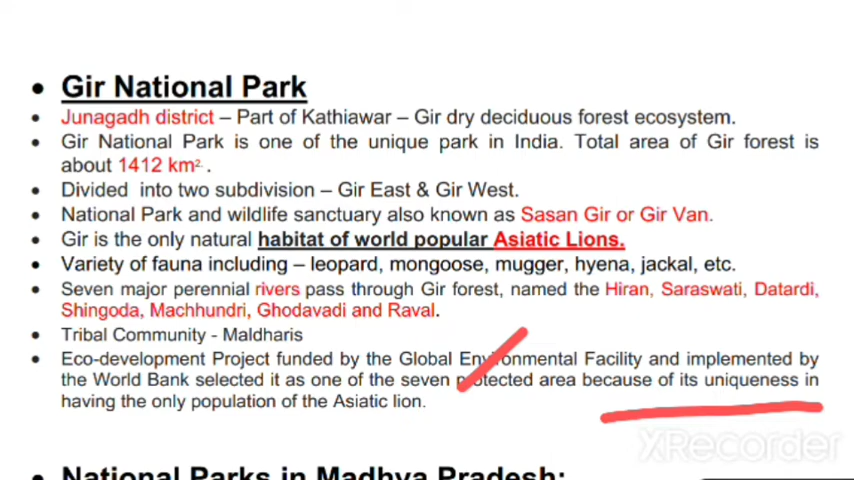 • Gir National Park
• Junagadh district – Part of Kathiawar – Gir dry deciduous forest ecosystem.
• Gir National Park is one of the unique park in India. Total area of Gir forest is
about 1412 km².
• Divided into two subdivision – Gir East & Gir West.
• National Park and wildlife sanctuary also known as Sasan Gir or Gir Van.
• Gir is the only natural habitat of world popular Asiatic Lions.
• Variety of fauna including – leopard, mongoose, mugger, hyena, jackal, etc.
• Seven major perennial rivers pass through Gir forest, named the Hiran, Saraswati, Datardi,
Shingoda, Machhundri, Ghodavadi and Raval.
• Tribal Community - Maldharis
• Eco-development Project funded by the Global Environmental Facility and implemented by
the World Bank selected it as one of the seven protected area because of its uniqueness in
having the only population of the Asiatic lion.
XRecorder
• National Parks in Madhya Pradesh: